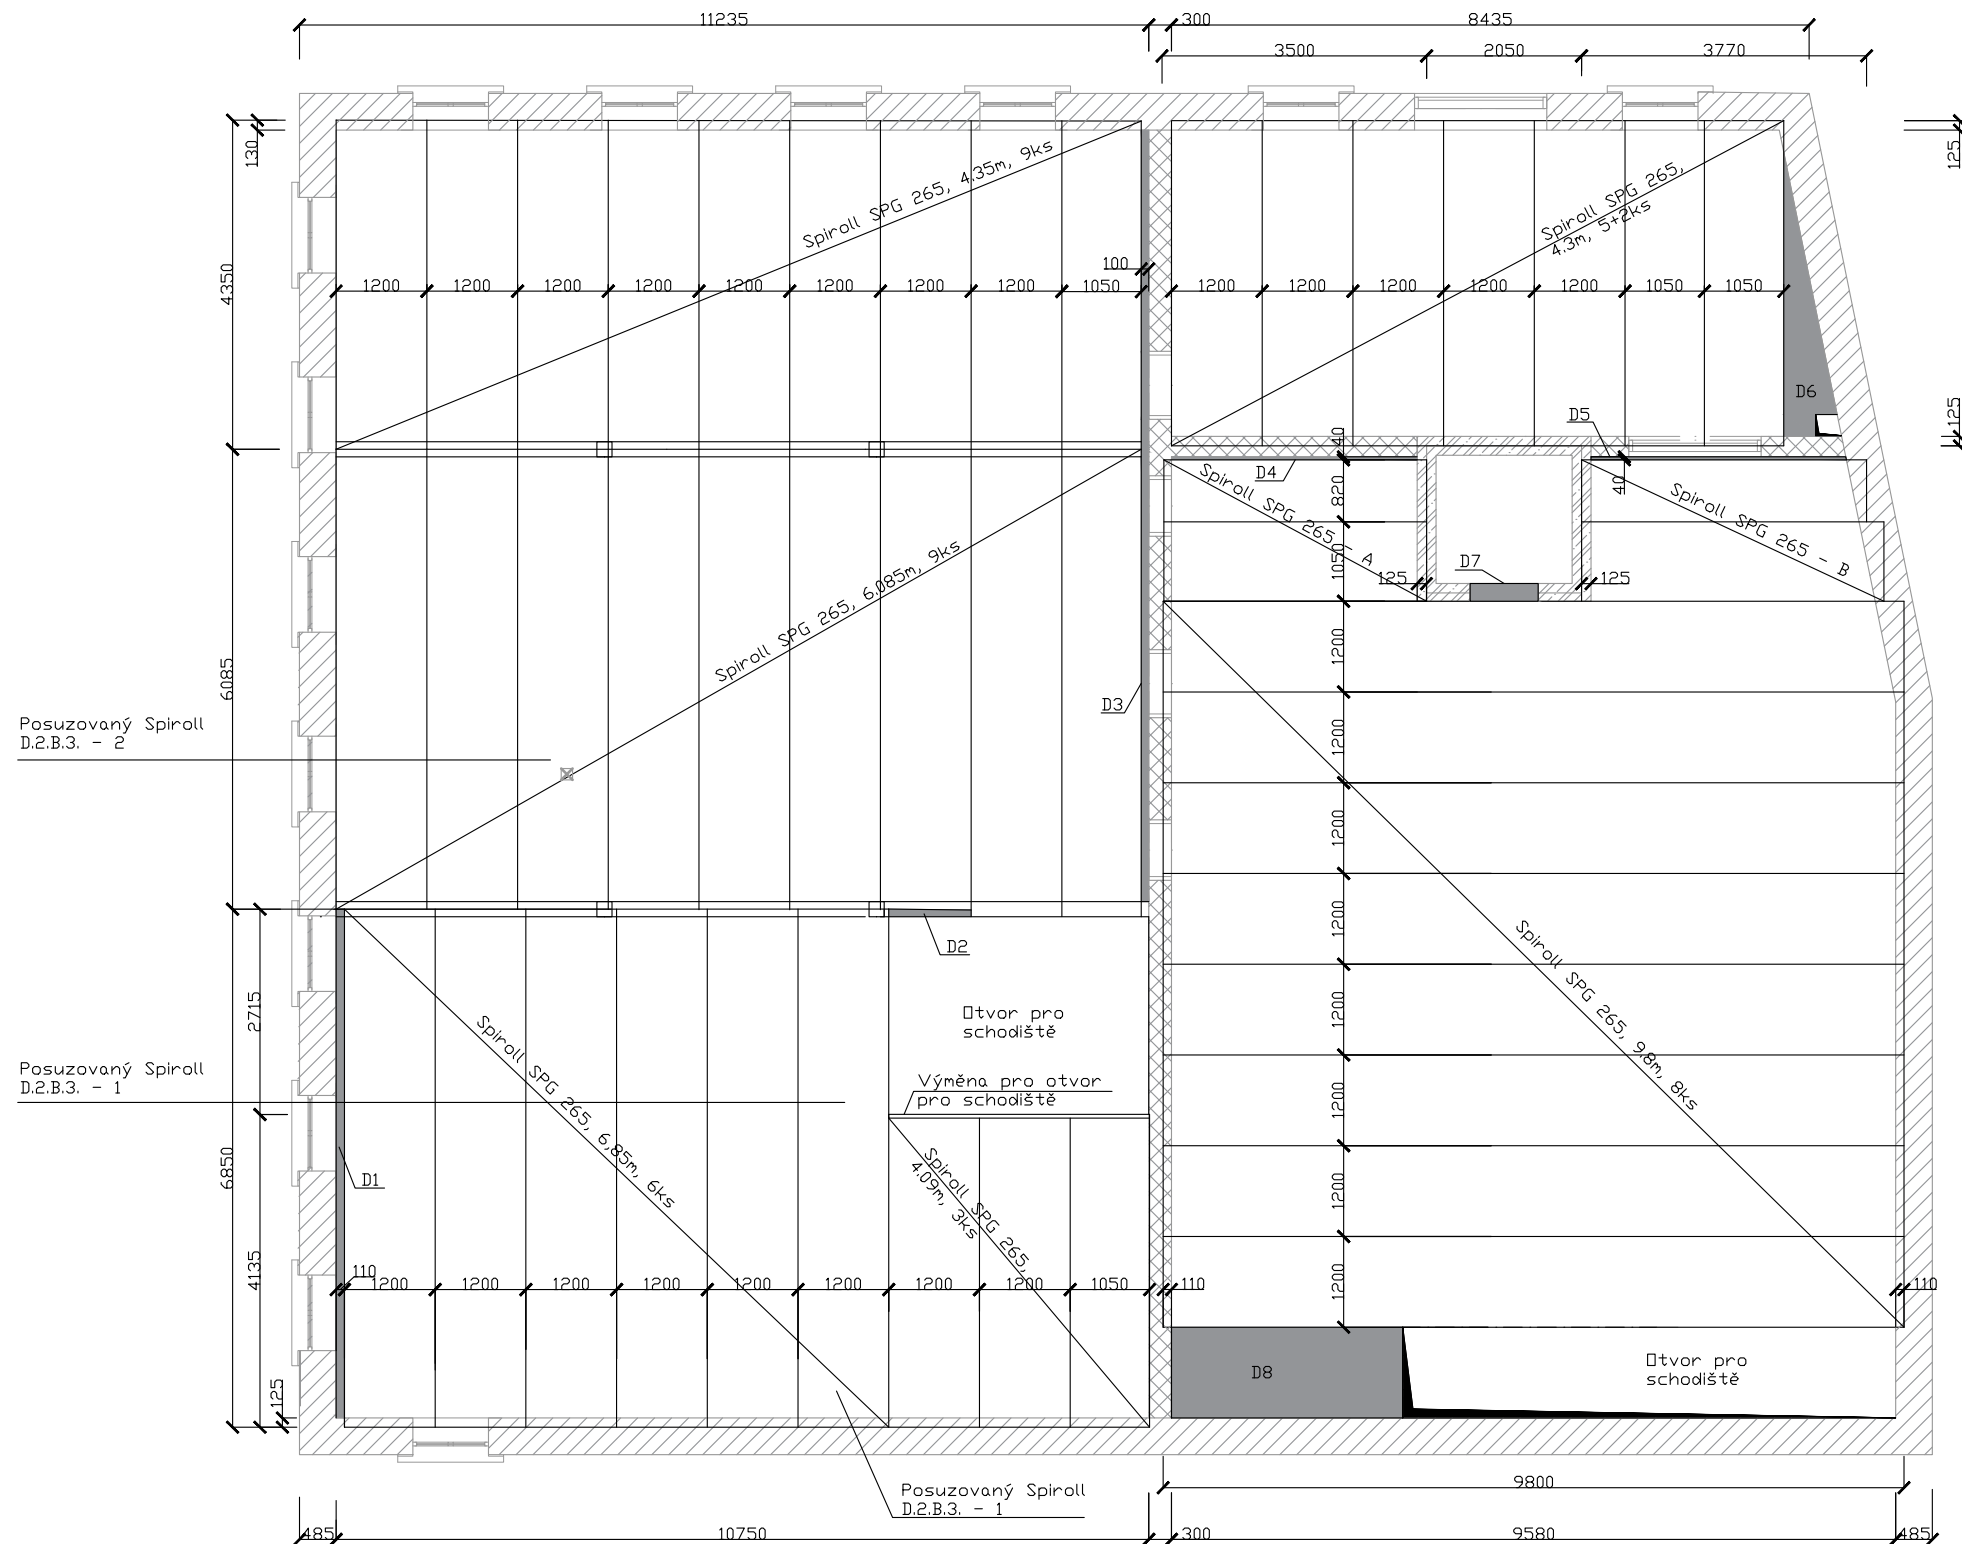 11235
300
8435
3500
2050
3770
130
125
Spiroll SPG 265, 4.35m, 9ks
Spiroll SPG 265,
4.3m, 5+2ks
4350
100
1200
1200
1200
1200
1200
1200
1200
1200
1050
1200
1200
1200
1200
1200
1050
1050
D6
D5
125
40
D4
820
40
Spiroll SPG 265 - A
Spiroll SPG 265 - B
D7
1050
125
125
6085
Spiroll SPG 265, 6.085m, 9ks
D3
1200
Posuzovaný Spiroll
D.2.B.3. - 2
1200
1200
D2
1200
Spiroll SPG 265, 9.8m, 8ks
2715
Otvor pro
schodiště
Posuzovaný Spiroll
D.2.B.3. - 1
Spiroll SPG 265, 6,85m, 6ks
Výměna pro otvor
pro schodiště
1200
1200
6850
D1
Spiroll SPG 265,
4.09m, 3ks
1200
4135
110
1200
1200
1200
1200
1200
1200
1200
1200
1050
110
1200
110
125
D8
Otvor pro
schodiště
Posuzovaný Spiroll
D.2.B.3. - 1
9800
485
10750
300
9580
485